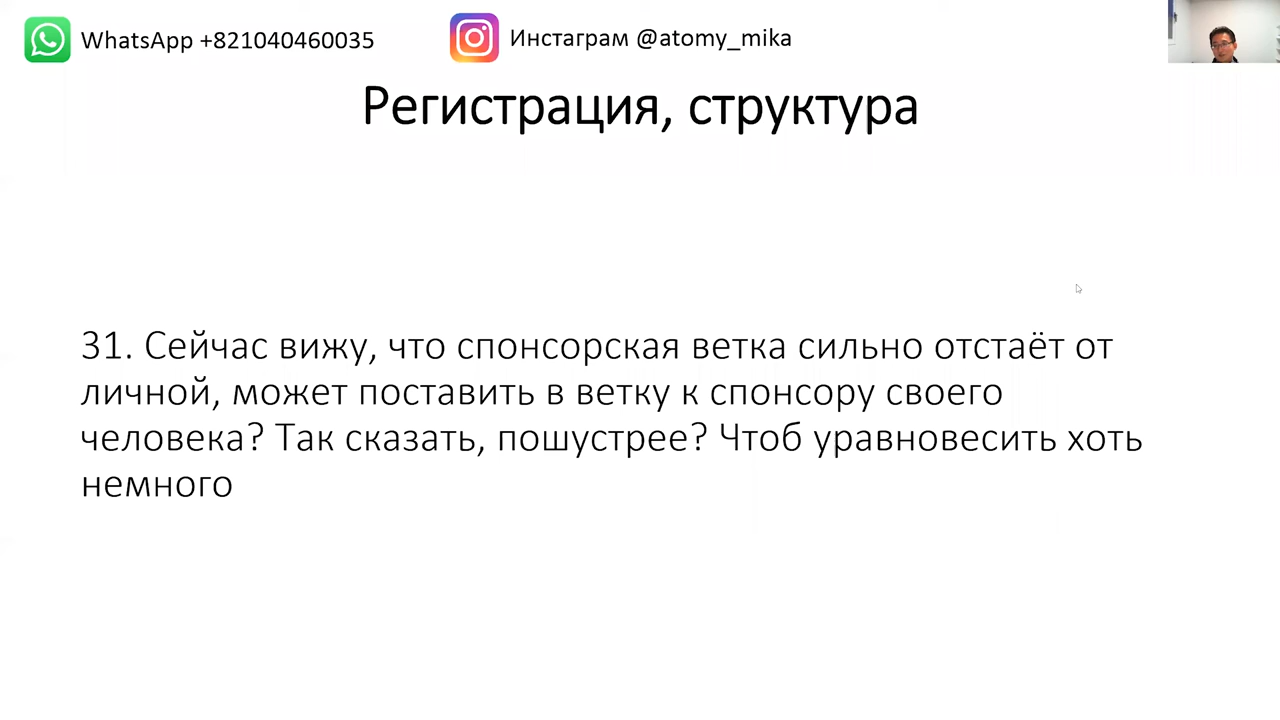 WhatsApp +821040460035
Инстаграм @atomy_mika
Регистрация, структура
31. Сейчас вижу, что спонсорская ветка сильно отстаёт от
личной, может поставить в ветку к спонсору своего
человека? Так сказать, пошустрее? Чтоб уравновесить хоть
немного